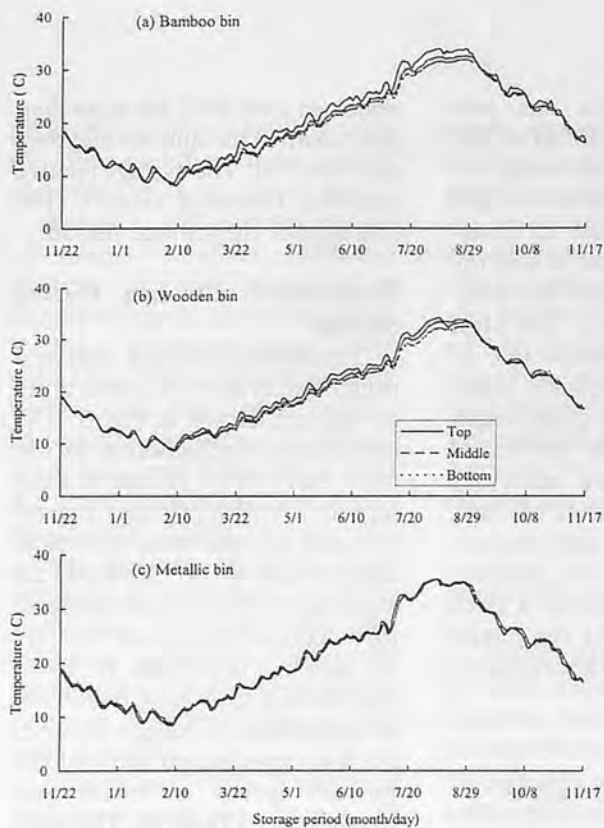 (a) Bamboo bin
40
30
20
10
0
Temperature ( C)
11/22 1/1 2/10 3/22 5/1 6/10 7/20 8/29 10/8 11/17
(b) Wooden bin
40
30
20
10
0
Temperature ( C)
Top
Middle
Bottom
11/22 1/1 2/10 3/22 5/1 6/10 7/20 8/29 10/8 11/17
(c) Metallic bin
40
30
20
10
0
Temperature ( C)
11/22 1/1 2/10 3/22 5/1 6/10 7/20 8/29 10/8 11/17
Storage period (month/day)